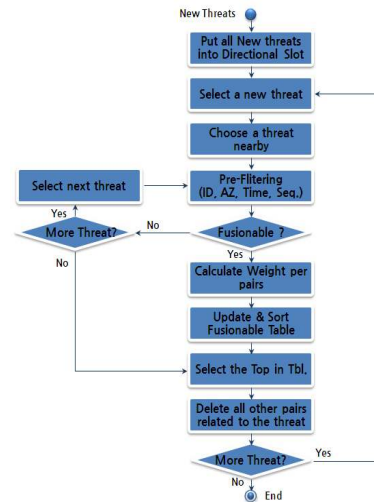 New Threats
Put all New threats
into Directional Slot
Select a new threat
Choose a threat
nearby
Select next threat
Pre-Flitering
(ID, AZ, Time, Seq.)
Yes
More Threat?
No
Fusionable ?
No
Yes
Calculate Weight per
pairs
Update & Sort
Fusionable Table
Select the Top in Tbl.
Delete all other pairs
related to the threat
More Threat?
Yes
No
End